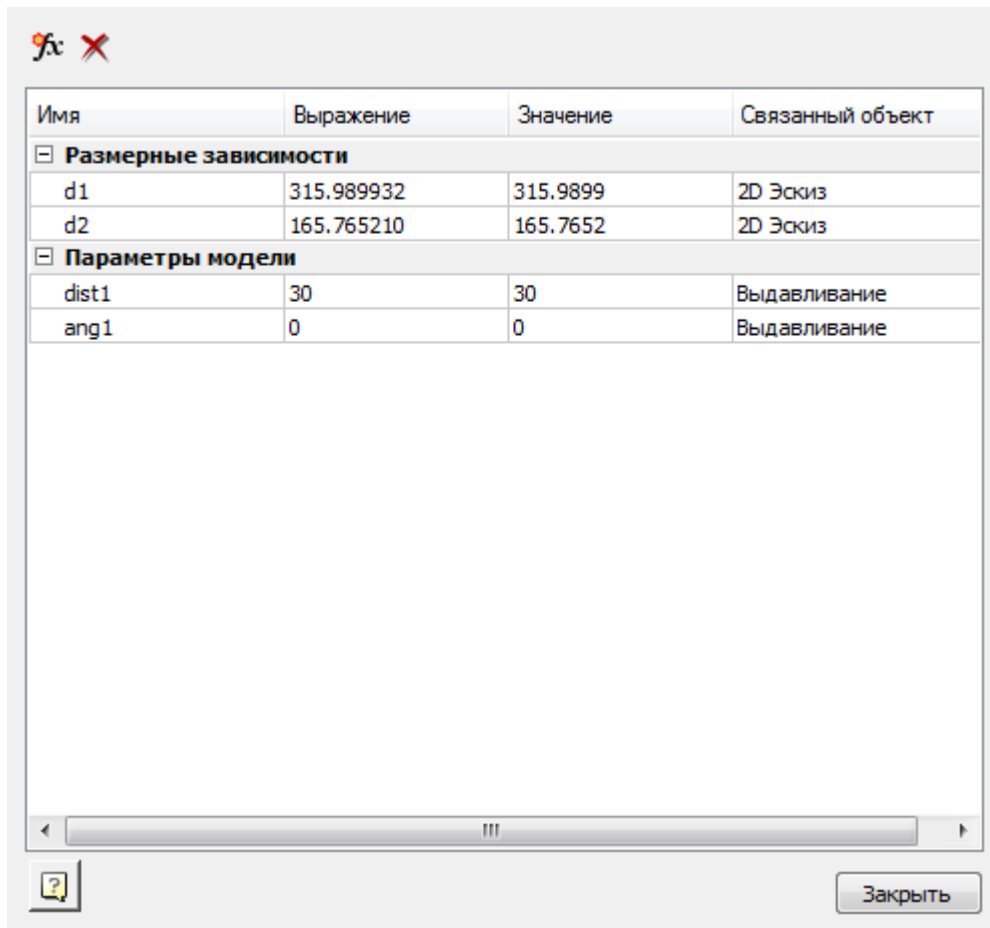 fx
Имя Выражение Значение Связанный объект
Размерные зависимости
d1 315.989932 315.9899 2D Эскиз
d2 165.765210 165.7652 2D Эскиз
Параметры модели
dist1 30 30 Выдавливание
ang1 0 0 Выдавливание
?
Закрыть